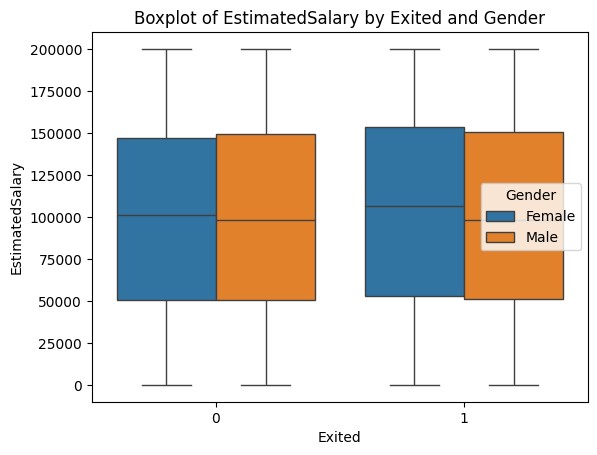 Boxplot of EstimatedSalary by Exited and Gender
EstimatedSalary
200000
175000
150000
125000
100000
75000
50000
25000
0
Gender
Female
Male
0
1
Exited